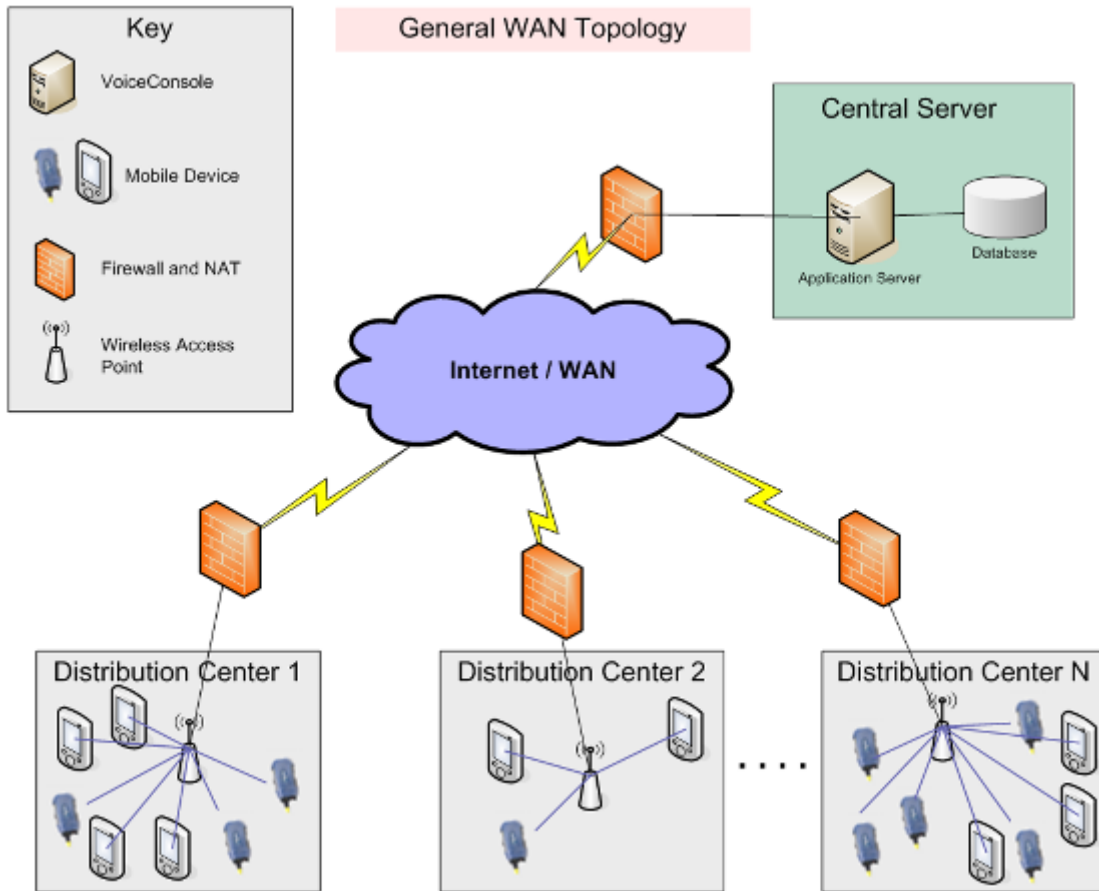 Key
VoiceConsole
Mobile Device
Firewall and NAT
Wireless Access
Point
General WAN Topology
Central Server
Application Server
Database
Internet / WAN
Distribution Center 1
Distribution Center 2
. . . .
Distribution Center N